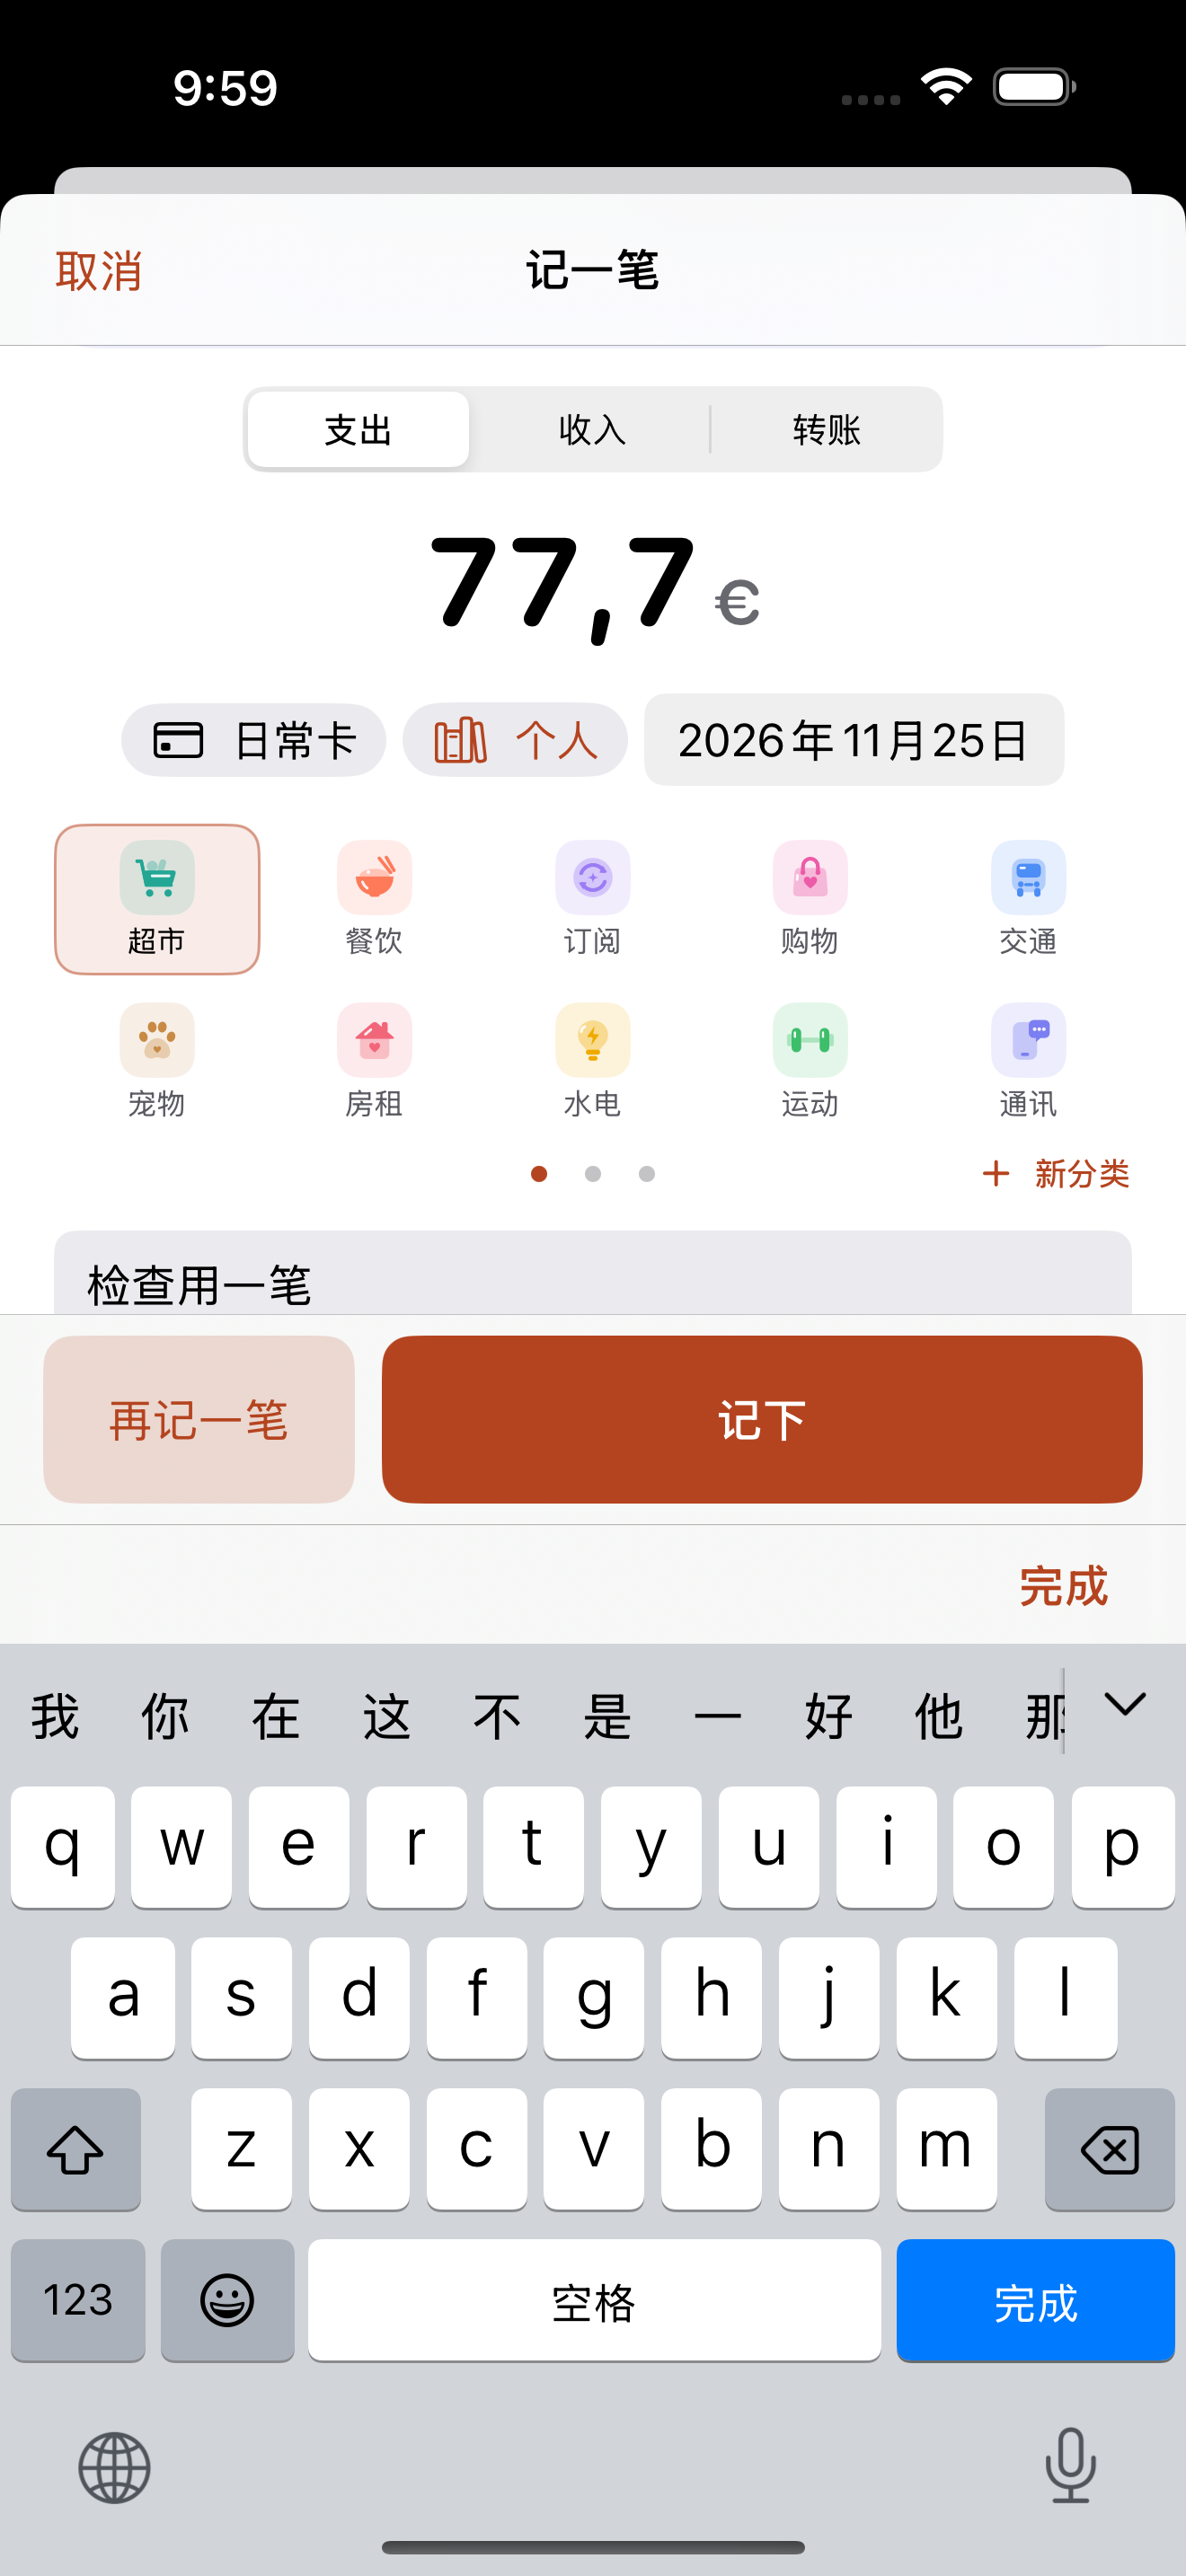 9:59
取消 记一笔
支出 收入 转账
77,7 €
日常卡 个人 2026年11月25日
超市 餐饮 订阅 购物 交通
宠物 房租 水电 运动 通讯
+ 新分类
检查用一笔
再记一笔 记下
完成
我 你 在 这 不 是 一 好 他 那
q w e r t y u i o p
a s d f g h j k l
z x c v b n m
123 空格 完成